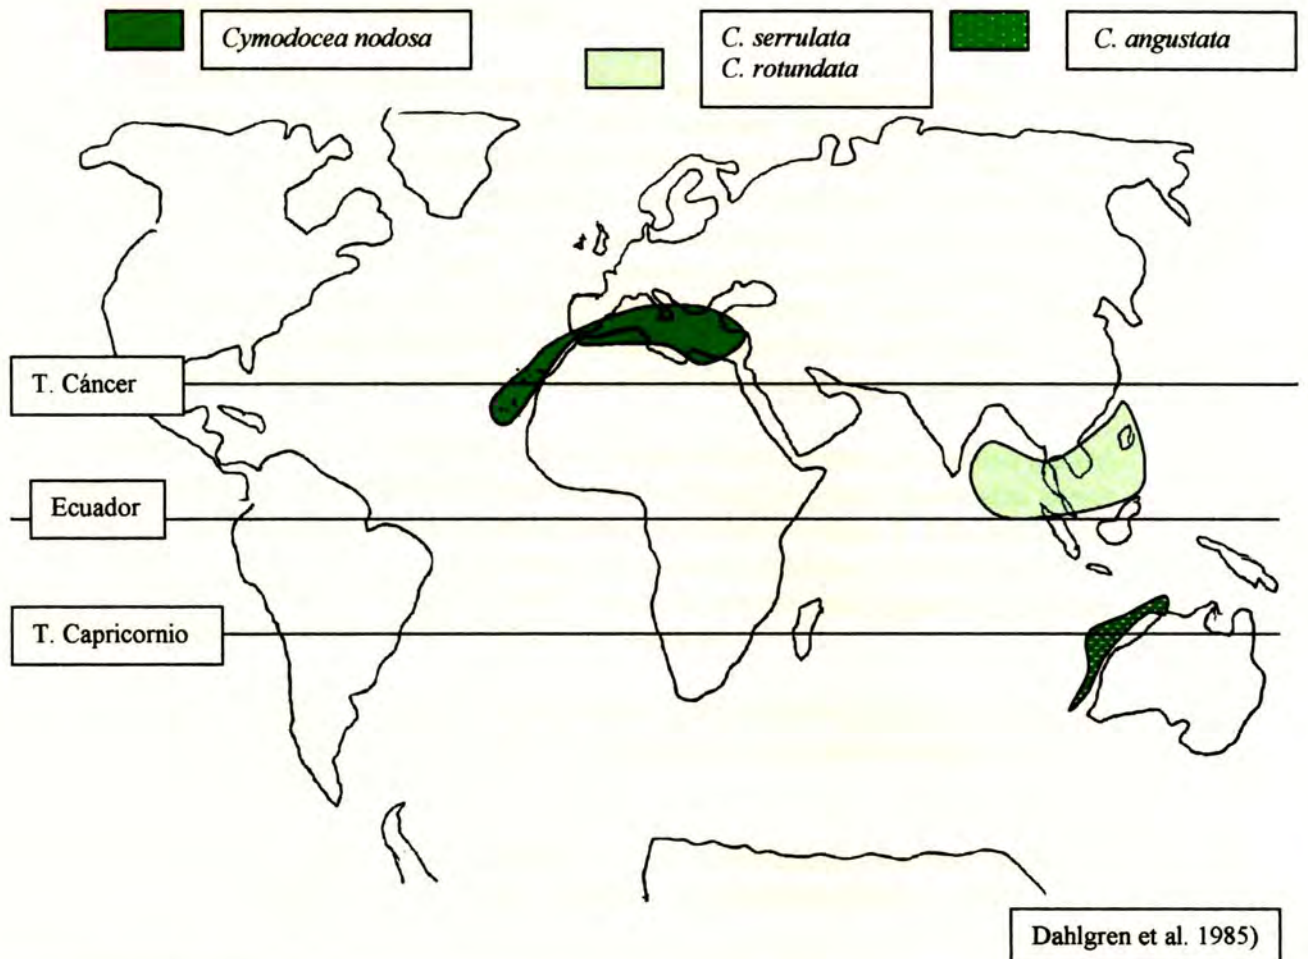 Cymodocea nodosa
C. serrulata
C. rotundata
C. angustata
T. Cáncer
Ecuador
T. Capricornio
Dahlgren et al. 1985)